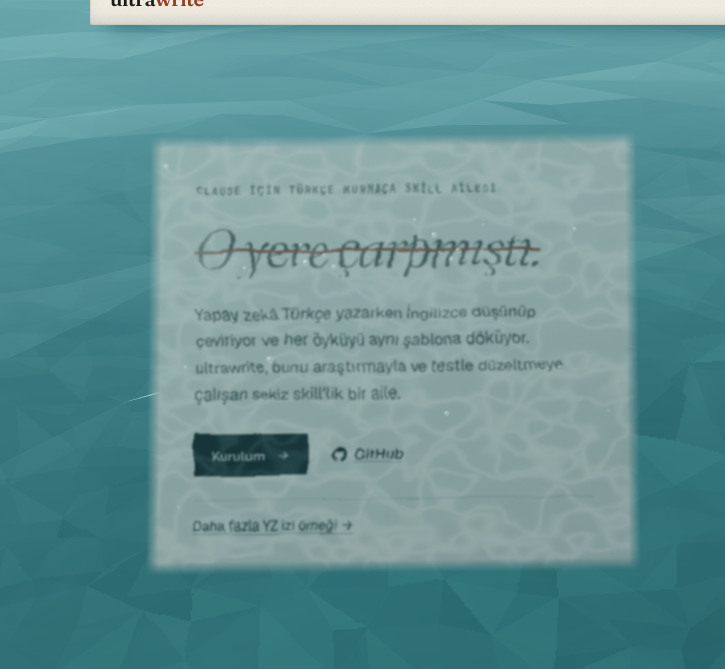 ultrawrite
CLAUDE İÇİN TÜRKÇE KURMACA SKİLL AİLESİ
O yere çarpmıştı.
Yapay zekâ Türkçe yazarken İngilizce düşünüp
çeviriyor ve her öyküyü aynı şablona döküyor.
ultrawrite, bunu araştırmayla ve testle düzeltmeye
çalışan sekiz skill'lik bir aile.
Kurulum →
GitHub
Daha fazla YZ izi örneği →